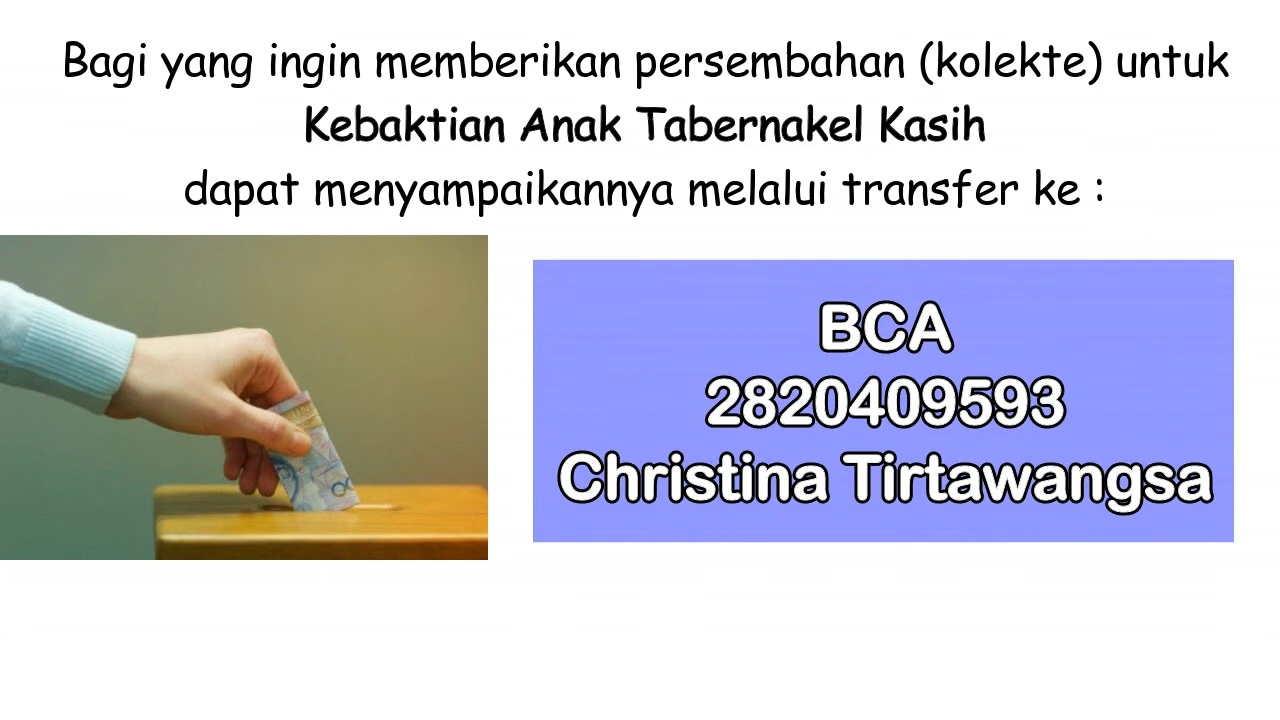 Bagi yang ingin memberikan persembahan (kolekte) untuk
Kebaktian Anak Tabernakel Kasih
dapat menyampaikannya melalui transfer ke :
BCA
2820409593
Christina Tirtawangsa